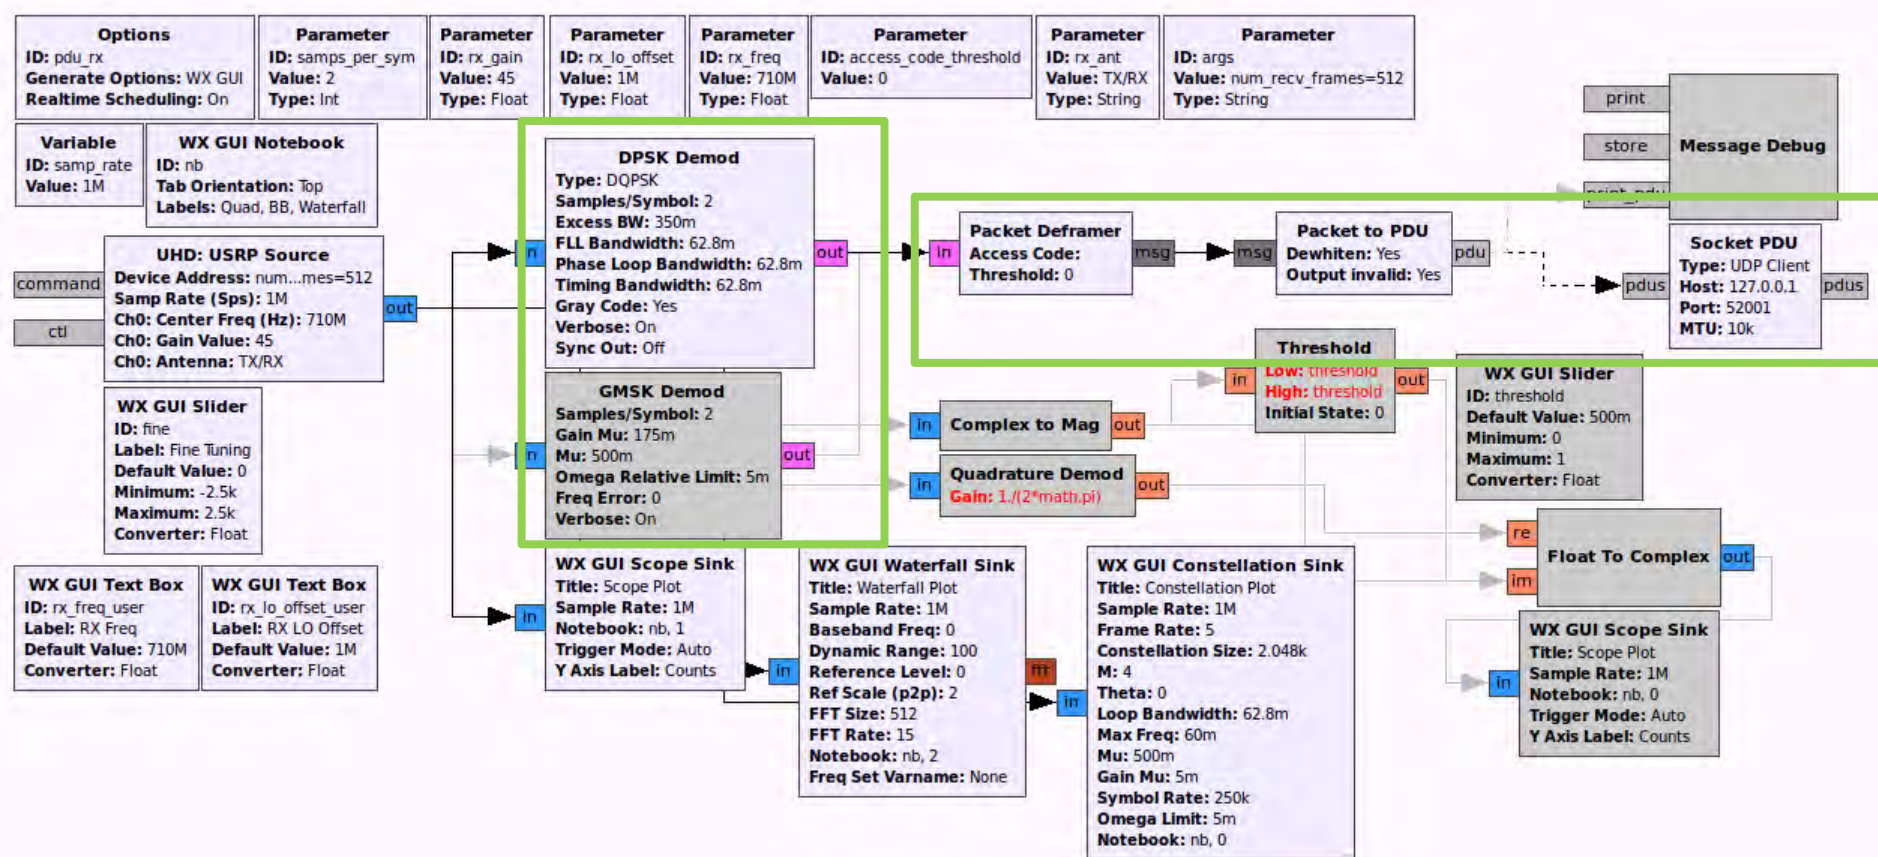 Options
ID: pdu_rx
Generate Options: WX GUI
Realtime Scheduling: On
Parameter
ID: samps_per_sym
Value: 2
Type: Int
Parameter
ID: rx_gain
Value: 45
Type: Float
Parameter
ID: rx_lo_offset
Value: 1M
Type: Float
Parameter
ID: rx_freq
Value: 710M
Type: Float
Parameter
ID: access_code_threshold
Value: 0
Parameter
ID: rx_ant
Value: TX/RX
Type: String
Parameter
ID: args
Value: num_recv_frames=512
Type: String
print
store
print_pdu
Message Debug
Variable
ID: samp_rate
Value: 1M
WX GUI Notebook
ID: nb
Tab Orientation: Top
Labels: Quad, BB, Waterfall
command
ctl
UHD: USRP Source
Device Address: num...mes=512
Samp Rate (Sps): 1M
Ch0: Center Freq (Hz): 710M
Ch0: Gain Value: 45
Ch0: Antenna: TX/RX
out
in
DPSK Demod
Type: DQPSK
Samples/Symbol: 2
Excess BW: 350m
FLL Bandwidth: 62.8m
Phase Loop Bandwidth: 62.8m
Timing Bandwidth: 62.8m
Gray Code: Yes
Verbose: On
Sync Out: Off
out
in
Packet Deframer
Access Code:
Threshold: 0
msg
msg
Packet to PDU
Dewhiten: Yes
Output invalid: Yes
pdu
pdus
Socket PDU
Type: UDP Client
Host: 127.0.0.1
Port: 52001
MTU: 10k
pdus
in
GMSK Demod
Samples/Symbol: 2
Gain Mu: 175m
Mu: 500m
Omega Relative Limit: 5m
Freq Error: 0
Verbose: On
out
in
Complex to Mag
out
in
Quadrature Demod
Gain: 1./(2*math.pi)
out
in
Threshold
Low: threshold
High: threshold
Initial State: 0
out
WX GUI Slider
ID: threshold
Default Value: 500m
Minimum: 0
Maximum: 1
Converter: Float
WX GUI Slider
ID: fine
Label: Fine Tuning
Default Value: 0
Minimum: -2.5k
Maximum: 2.5k
Converter: Float
re
im
Float To Complex
out
WX GUI Text Box
ID: rx_freq_user
Label: RX Freq
Default Value: 710M
Converter: Float
WX GUI Text Box
ID: rx_lo_offset_user
Label: RX LO Offset
Default Value: 1M
Converter: Float
in
WX GUI Scope Sink
Title: Scope Plot
Sample Rate: 1M
Notebook: nb, 1
Trigger Mode: Auto
Y Axis Label: Counts
in
WX GUI Waterfall Sink
Title: Waterfall Plot
Sample Rate: 1M
Baseband Freq: 0
Dynamic Range: 100
Reference Level: 0
Ref Scale (p2p): 2
FFT Size: 512
FFT Rate: 15
Notebook: nb, 2
Freq Set Varname: None
fft
in
WX GUI Constellation Sink
Title: Constellation Plot
Sample Rate: 1M
Frame Rate: 5
Constellation Size: 2.048k
M: 4
Theta: 0
Loop Bandwidth: 62.8m
Max Freq: 60m
Mu: 500m
Gain Mu: 5m
Symbol Rate: 250k
Omega Limit: 5m
Notebook: nb, 0
in
WX GUI Scope Sink
Title: Scope Plot
Sample Rate: 1M
Notebook: nb, 0
Trigger Mode: Auto
Y Axis Label: Counts